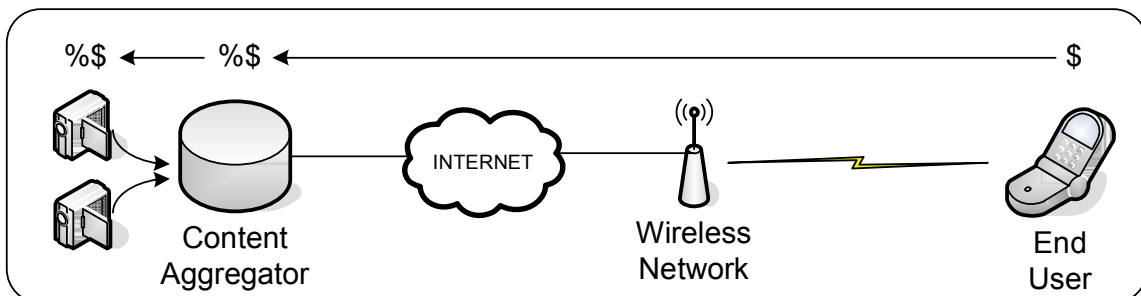 %$ %$ $
INTERNET
Content
Aggregator
Wireless
Network
End
User